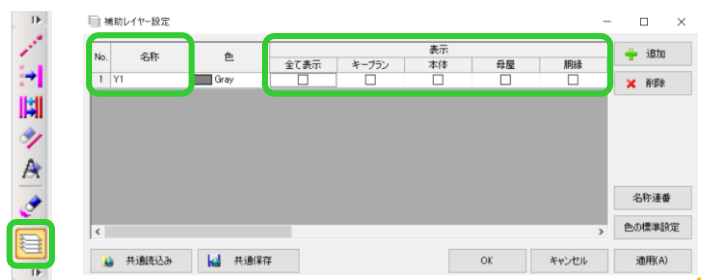 補助レイヤー設定
No. 名称 色 表示
全て表示 キープラン 本体 母屋 胴縁
1 Y1 Gray
追加
削除
名称連番
色の標準設定
共通読込み 共通保存 OK キャンセル 適用(A)